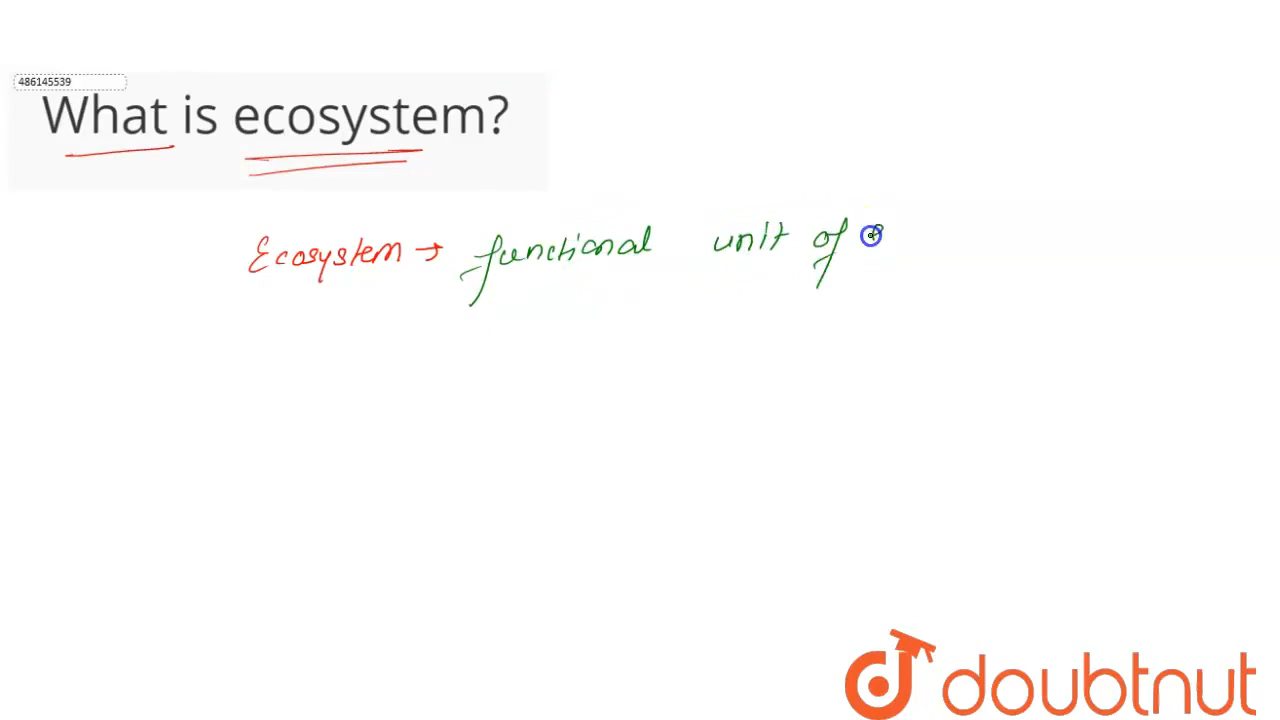 486145539
What is ecosystem?
Ecosystem → functional unit of
doubtnut